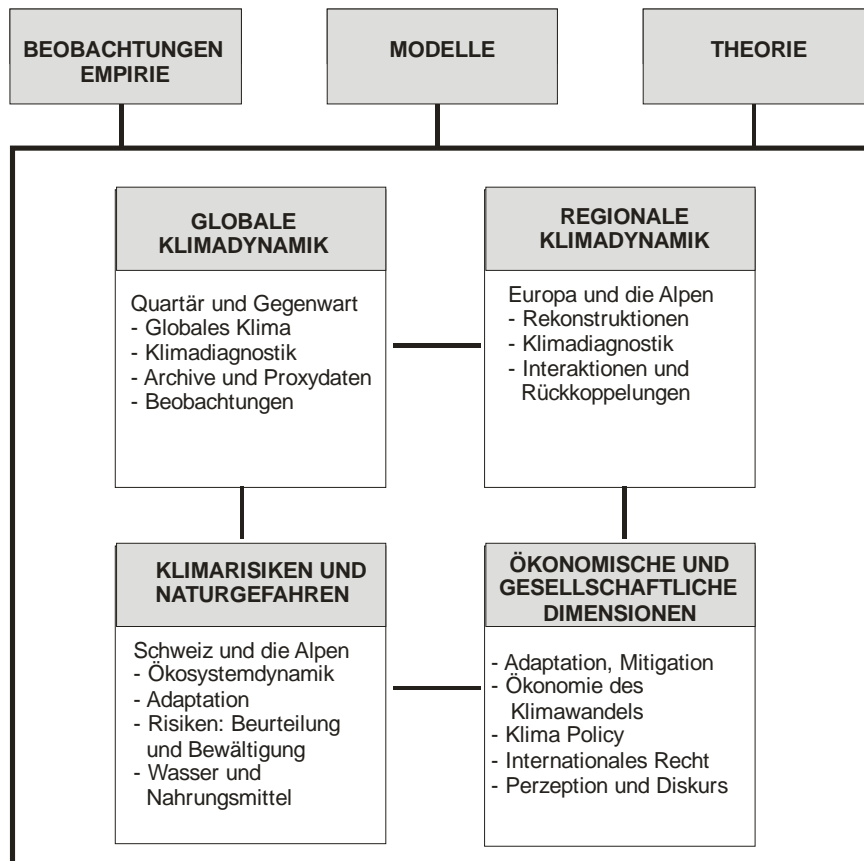 BEOBACHTUNGEN
EMPIRIE
MODELLE
THEORIE
GLOBALE
KLIMADYNAMIK
Quartär und Gegenwart
- Globales Klima
- Klimadiagnostik
- Archive und Proxydaten
- Beobachtungen
REGIONALE
KLIMADYNAMIK
Europa und die Alpen
- Rekonstruktionen
- Klimadiagnostik
- Interaktionen und
Rückkoppelungen
KLIMARISIKEN UND
NATURGEFAHREN
Schweiz und die Alpen
- Ökosystemdynamik
- Adaptation
- Risiken: Beurteilung
und Bewältigung
- Wasser und
Nahrungsmittel
ÖKONOMISCHE UND
GESELLSCHAFTLICHE
DIMENSIONEN
- Adaptation, Mitigation
- Ökonomie des
Klimawandels
- Klima Policy
- Internationales Recht
- Perzeption und Diskurs